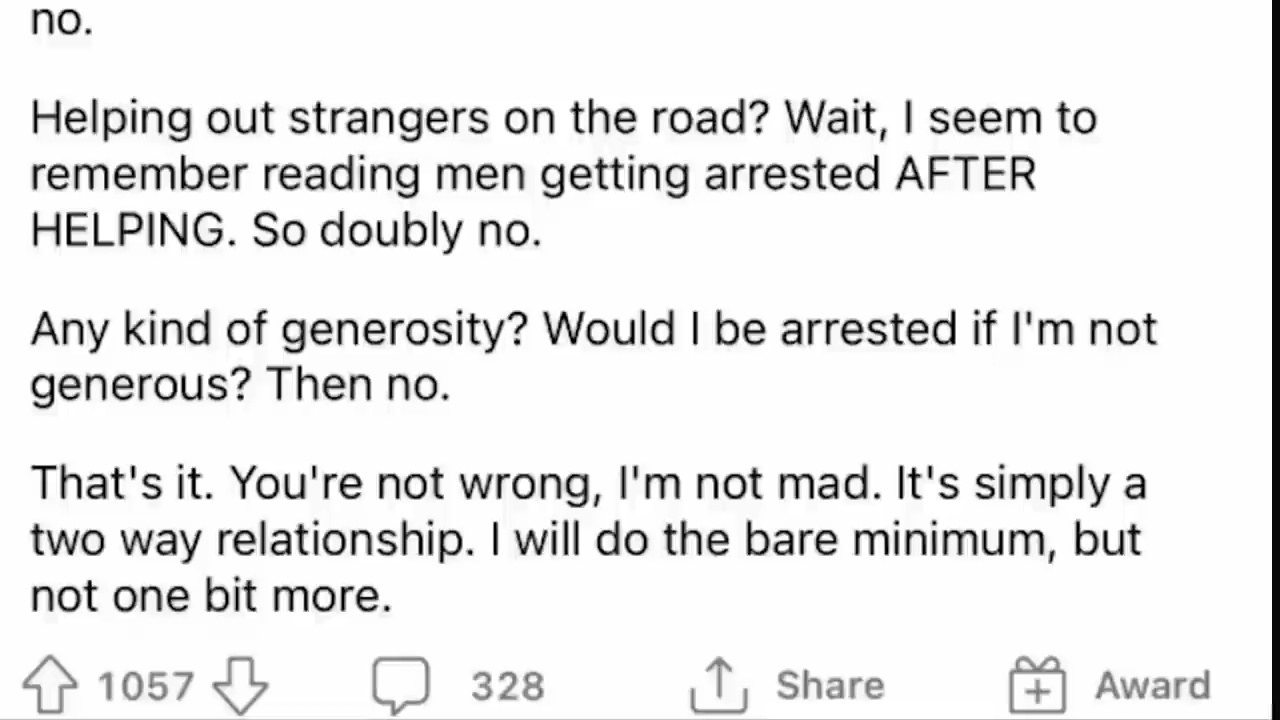 no.
Helping out strangers on the road? Wait, I seem to
remember reading men getting arrested AFTER
HELPING. So doubly no.
Any kind of generosity? Would I be arrested if I'm not
generous? Then no.
That's it. You're not wrong, I'm not mad. It's simply a
two way relationship. I will do the bare minimum, but
not one bit more.
1057 328 Share Award